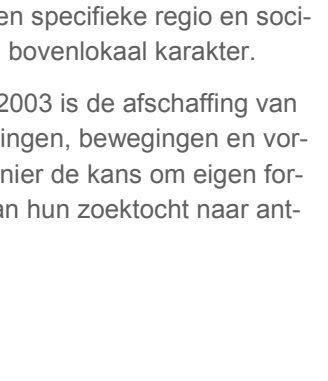 en specifieke regio en soci-
bovenlokaal karakter.
2003 is de afschaffing van
ingen, bewegingen en vor-
nier de kans om eigen for-
an hun zoektocht naar ant-